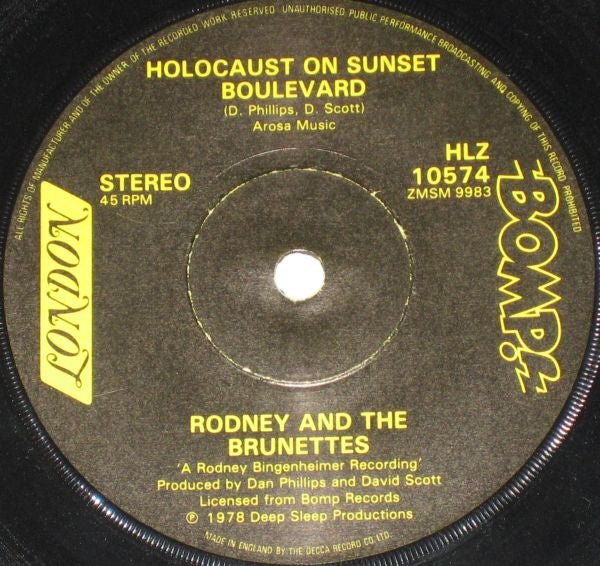 ALL RIGHTS OF MANUFACTURER AND OF THE OWNER OF THE RECORDED WORK RESERVED UNAUTHORISED PUBLIC PERFORMANCE BROADCASTING AND COPYING OF THIS RECORD PROHIBITED
HOLOCAUST ON SUNSET
BOULEVARD
(D. Phillips, D. Scott)
Arosa Music
STEREO
45 RPM
HLZ
10574
ZMSM 9983
LONDON
BOMP!
RODNEY AND THE
BRUNETTES
'A Rodney Bingenheimer Recording'
Produced by Dan Phillips and David Scott
Licensed from Bomp Records
℗ 1978 Deep Sleep Productions
MADE IN ENGLAND BY THE DECCA RECORD CO. LTD.